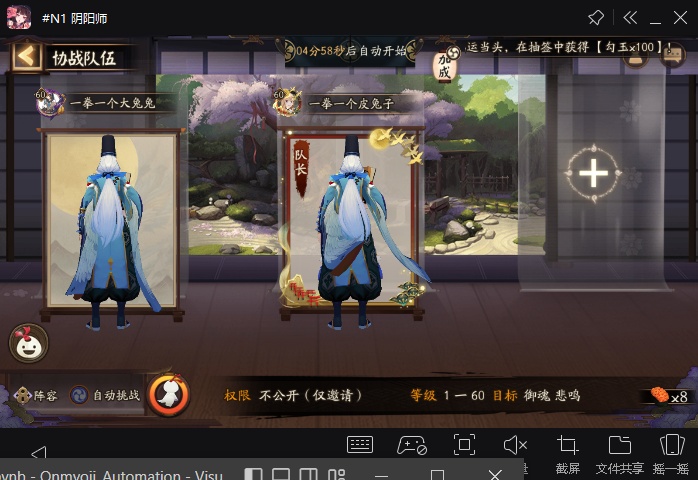 #N1 阴阳师
协战队伍
04分58秒后自动开始
加成
运当头，在抽签中获得【勾玉x100】！
60 一拳一个大兔兔
60 一拳一个皮兔子
队长
阵容
自动挑战
权限 不公开（仅邀请）
等级 1 — 60 目标 御魂 悲鸣
x8
截屏
文件共享
摇一摇
Onmyoji_Automation - Visu